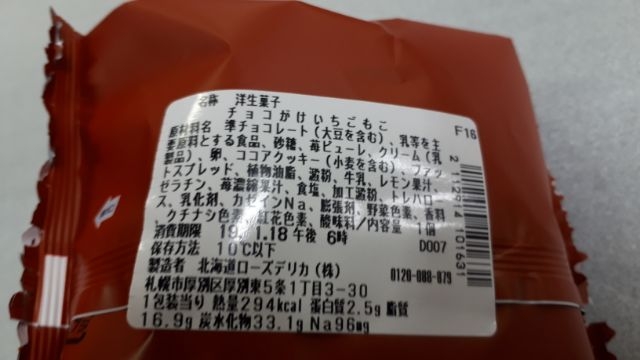 名称 洋生菓子
チョコがけいちごもこ
原材料名 準チョコレート(大豆を含む)、乳等を主
要原料とする食品、砂糖、苺ピューレ、クリーム(乳
製品)、卵、ココアクッキー(小麦を含む)、ファッ
トスプレッド、植物油脂、澱粉、牛乳、レモン果汁、
ゼラチン、苺濃縮果汁、食塩、加工澱粉、トレハロー
ス、乳化剤、カゼインNa、膨張剤、野菜色素、香料
、クチナシ色素、紅花色素、酸味料/内容量 1個
消費期限 19. 1.18 午後 6時
保存方法 10℃以下
製造者 北海道ローズデリカ(株)
札幌市厚別区厚別東5条1丁目3-30
1包装当り 熱量294kcal 蛋白質2.5g 脂質
16.9g 炭水化物33.1g Na96mg
F16
D007
0120-088-879